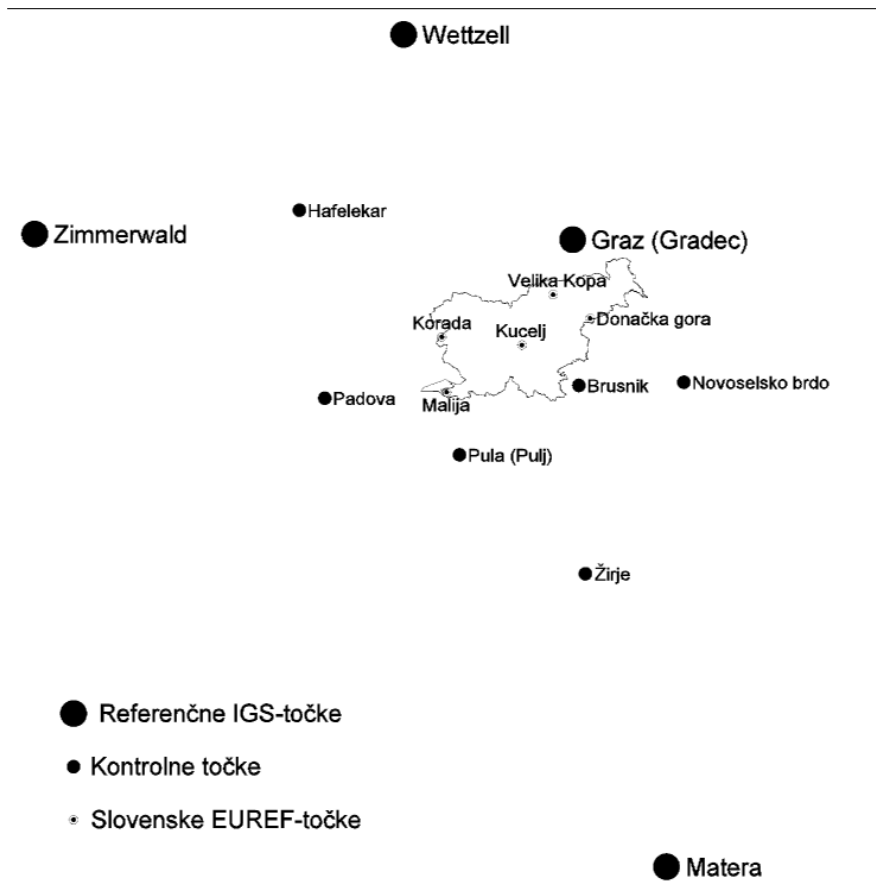 Wettzell
Hafelekar
Zimmerwald
Graz (Gradec)
Velika Kopa
Korada
Kucelj
Donačka gora
Padova
Malija
Brusnik
Novoselsko brdo
Pula (Pulj)
Žirje
Referenčne IGS-točke
Kontrolne točke
Slovenske EUREF-točke
Matera